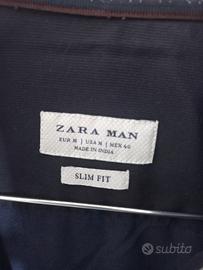 ZARA MAN
EUR M | USA M | MEX 40
MADE IN INDIA
SLIM FIT
subito